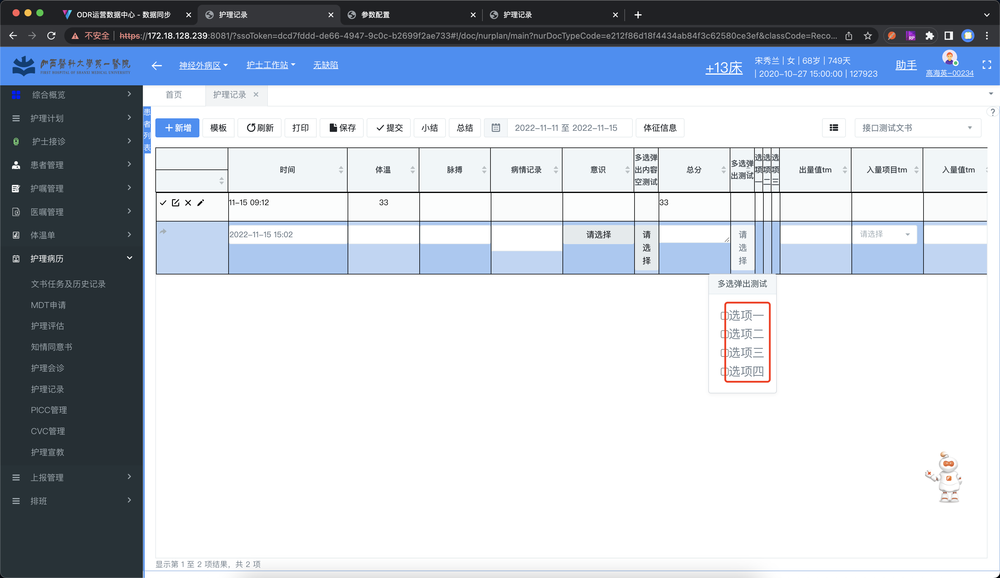 ODR运营数据中心 - 数据同步
护理记录
参数配置
护理记录
不安全
https://172.18.128.239:8081/?ssoToken=dcd7fddd-de66-4947-9c0c-b2699f2ae733#!/doc/nurplan/main?nurDocTypeCode=e212f86d18f4434ab84f3c62580ce3ef&classCode=Reco...
山西醫科大學第一醫院
FIRST HOSPITAL OF SHANXI MEDICAL UNIVERSITY
神经外病区
护士工作站
无缺陷
+13床
宋秀兰 | 女 | 68岁 | 749天
| 2020-10-27 15:00:00 | 127923
助手
高海英-00234
综合概览
护理计划
护士接诊
患者管理
护嘱管理
医嘱管理
体温单
护理病历
文书任务及历史记录
MDT申请
护理评估
知情同意书
护理会诊
护理记录
PICC管理
CVC管理
护理宣教
上报管理
排班
首页
护理记录
患者列表
?
新增
模板
刷新
打印
保存
提交
小结
总结
2022-11-11 至 2022-11-15
体征信息
接口测试文书
时间
体温
脉搏
病情记录
意识
多选弹
出内容
空测试
总分
多选弹
出测试
选项一
选项二
选项三
出量值tm
入量项目tm
入量值tm
11-15 09:12
33
33
2022-11-15 15:02
请选择
请选择
请选择
请选择
多选弹出测试
选项一
选项二
选项三
选项四
显示第 1 至 2 项结果，共 2 项